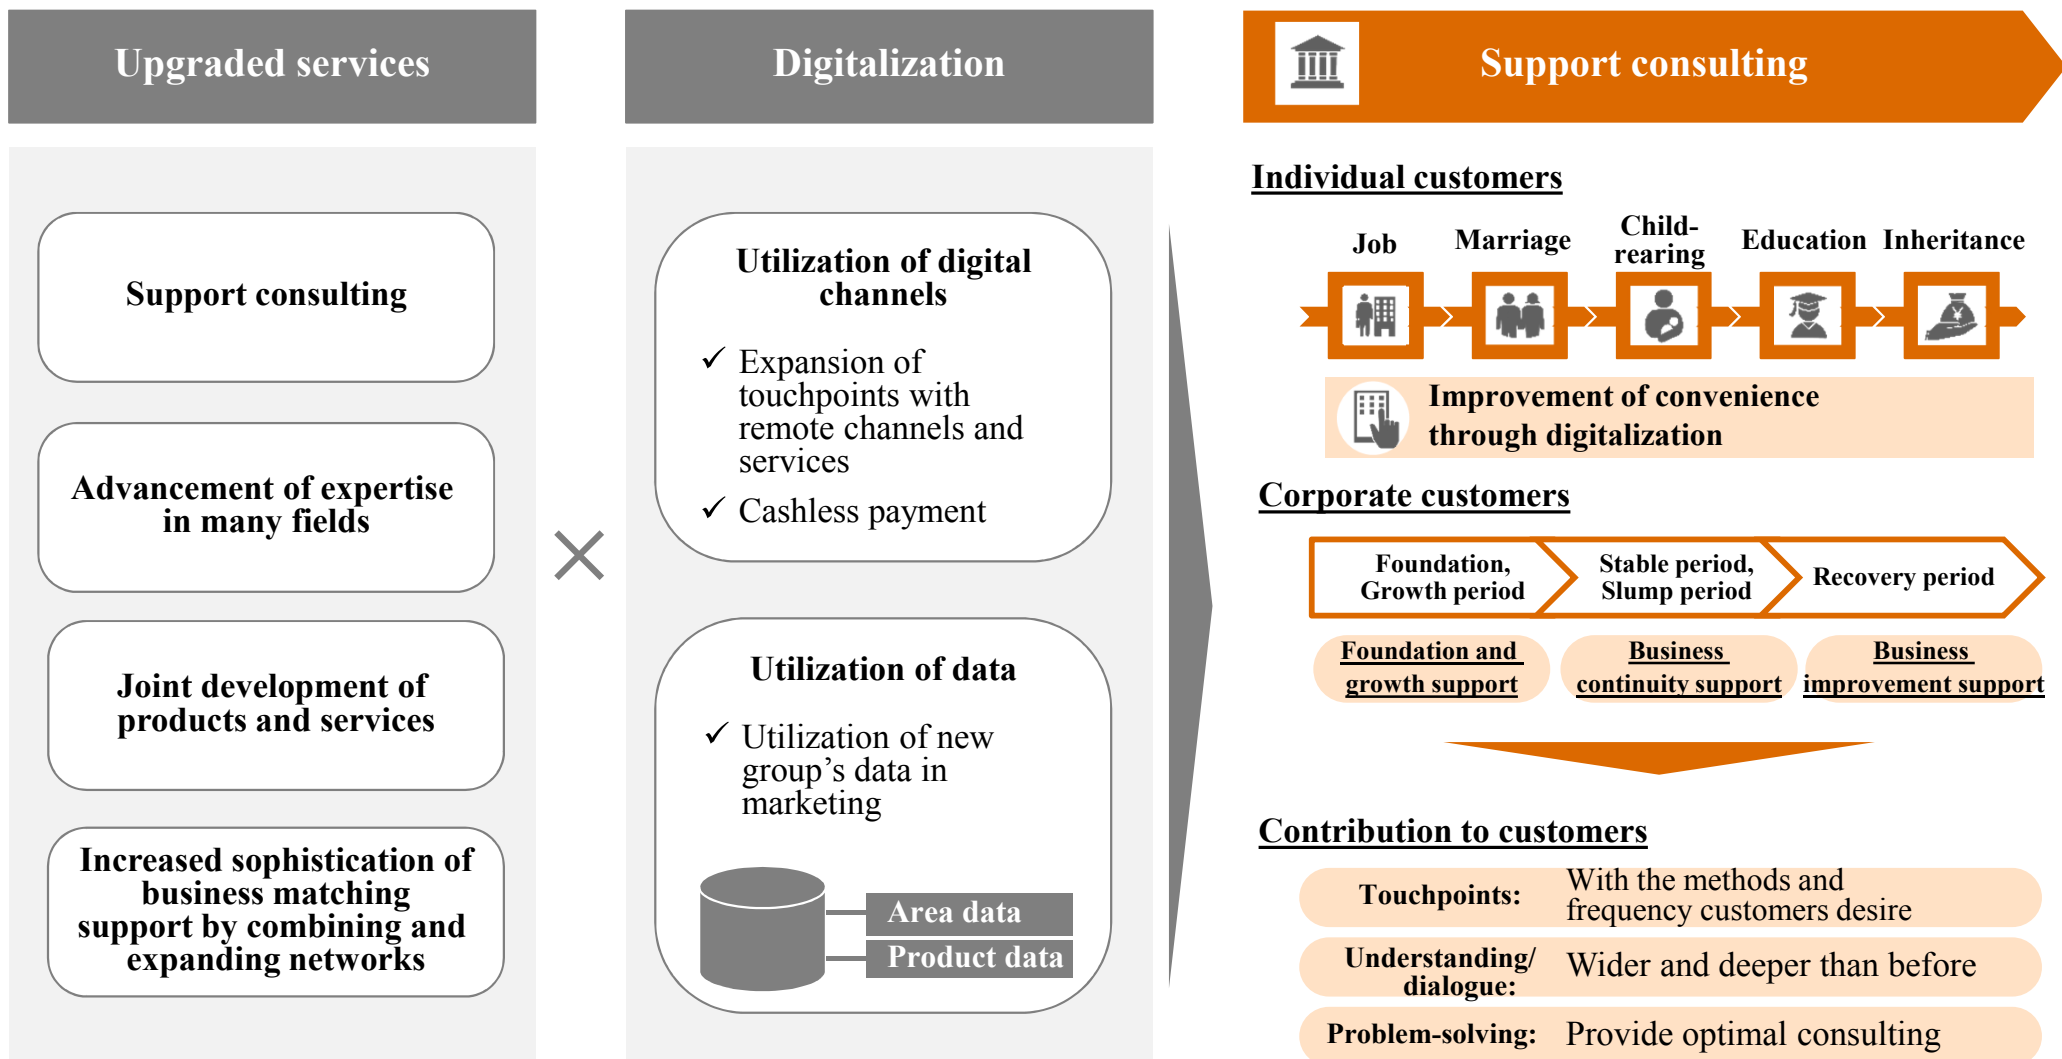 Upgraded services
Support consulting
Advancement of expertise
in many fields
Joint development of
products and services
Increased sophistication of
business matching
support by combining and
expanding networks
Digitalization
Utilization of digital
channels
✓ Expansion of
touchpoints with
remote channels and
services
✓ Cashless payment
Utilization of data
✓ Utilization of new
group’s data in
marketing
Area data
Product data
Support consulting
Individual customers
Job
Marriage
Child-
rearing
Education
Inheritance
¥
Improvement of convenience
through digitalization
Corporate customers
Foundation,
Growth period
Stable period,
Slump period
Recovery period
Foundation and
growth support
Business
continuity support
Business
improvement support
Contribution to customers
Touchpoints:
With the methods and
frequency customers desire
Understanding/
dialogue:
Wider and deeper than before
Problem-solving:
Provide optimal consulting